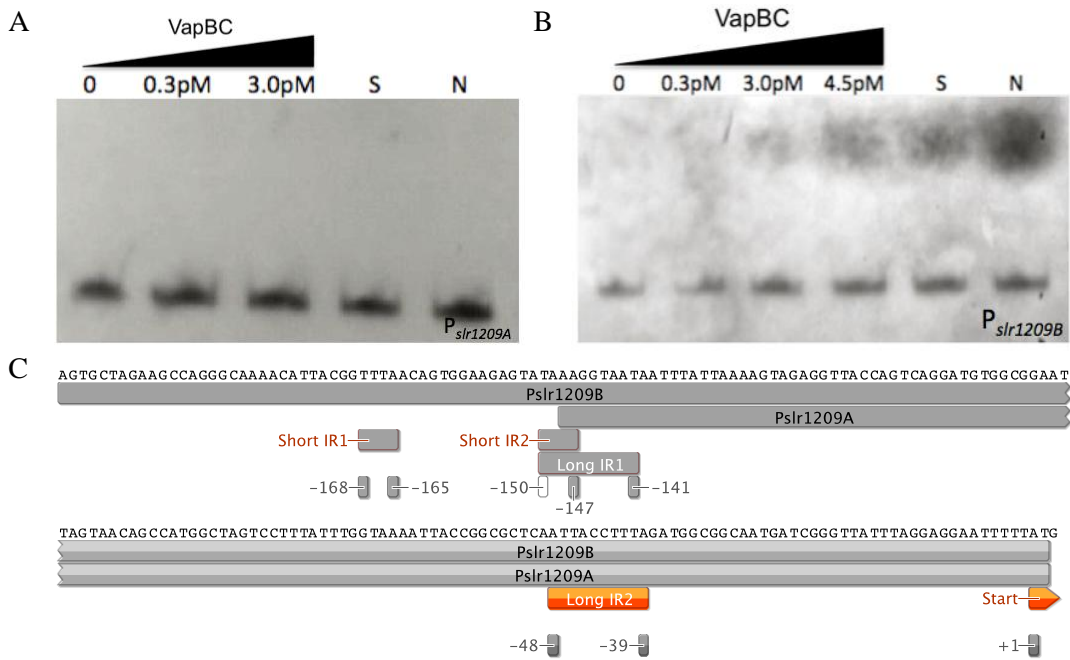 A
VapBC
0 0.3pM 3.0pM S N
Pslr1209A
B
VapBC
0 0.3pM 3.0pM 4.5pM S N
Pslr1209B
C
AGTGCTAGAAGCCAGGGCAAAACATTACGGTTTAACAGTGGAAGAGTATAAAGGTAATAATTTATTAAAAGTAGAGGTTACCAGTCAGGATGTGGCGGAAT
Pslr1209B
Pslr1209A
Short IR1 Short IR2
Long IR1
-168 -165 -150 -141
-147
TAGTAACAGCCATGGCTAGTCCTTTATTTGGTAAAATTACCGGCGCTCAATTACCTTTAGATGGCGGCAATGATCGGGTTATTTAGGAGGAATTTTTATG
Pslr1209B
Pslr1209A
Long IR2 Start
-48 -39 +1